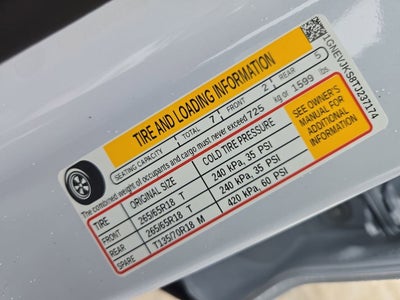 1GNEVJKS8TJ237174
TIRE AND LOADING INFORMATION
SEATING CAPACITY TOTAL 7 FRONT 2 REAR 5
The combined weight of occupants and cargo must never exceed 725 kg or 1599 lbs
TIRE ORIGINAL SIZE COLD TIRE PRESSURE
FRONT 265/65R18 T 240 kPa, 35 PSI
REAR 265/65R18 T 240 kPa, 35 PSI
SPARE T135/70R18 M 420 kPa, 60 PSI
SEE OWNER'S
MANUAL FOR
ADDITIONAL
INFORMATION